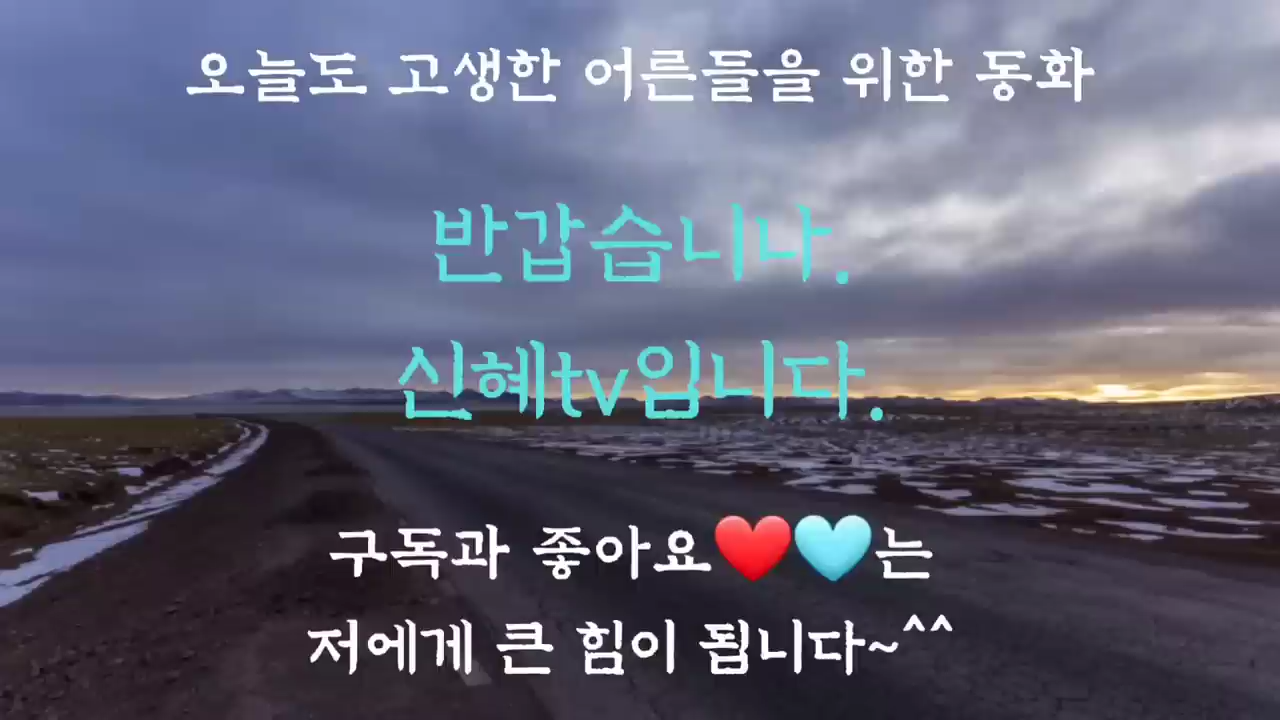 오늘도 고생한 어른들을 위한 동화
반갑습니나.
신혜tv입니다.
구독과 좋아요❤️🩵는
저에게 큰 힘이 됩니다~^^